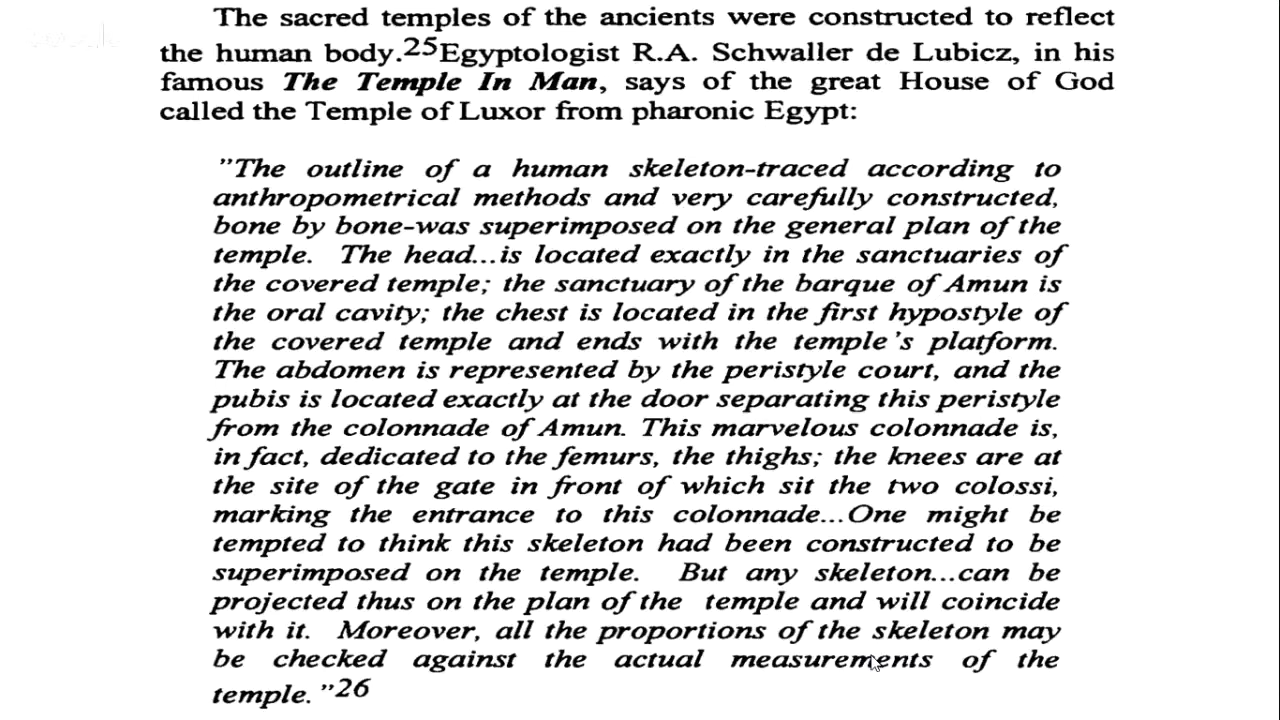 The sacred temples of the ancients were constructed to reflect
the human body.25Egyptologist R.A. Schwaller de Lubicz, in his
famous The Temple In Man, says of the great House of God
called the Temple of Luxor from pharonic Egypt:
"The outline of a human skeleton-traced according to
anthropometrical methods and very carefully constructed,
bone by bone-was superimposed on the general plan of the
temple. The head...is located exactly in the sanctuaries of
the covered temple; the sanctuary of the barque of Amun is
the oral cavity; the chest is located in the first hypostyle of
the covered temple and ends with the temple's platform.
The abdomen is represented by the peristyle court, and the
pubis is located exactly at the door separating this peristyle
from the colonnade of Amun. This marvelous colonnade is,
in fact, dedicated to the femurs, the thighs; the knees are at
the site of the gate in front of which sit the two colossi,
marking the entrance to this colonnade...One might be
tempted to think this skeleton had been constructed to be
superimposed on the temple. But any skeleton...can be
projected thus on the plan of the temple and will coincide
with it. Moreover, all the proportions of the skeleton may
be checked against the actual measurements of the
temple."26